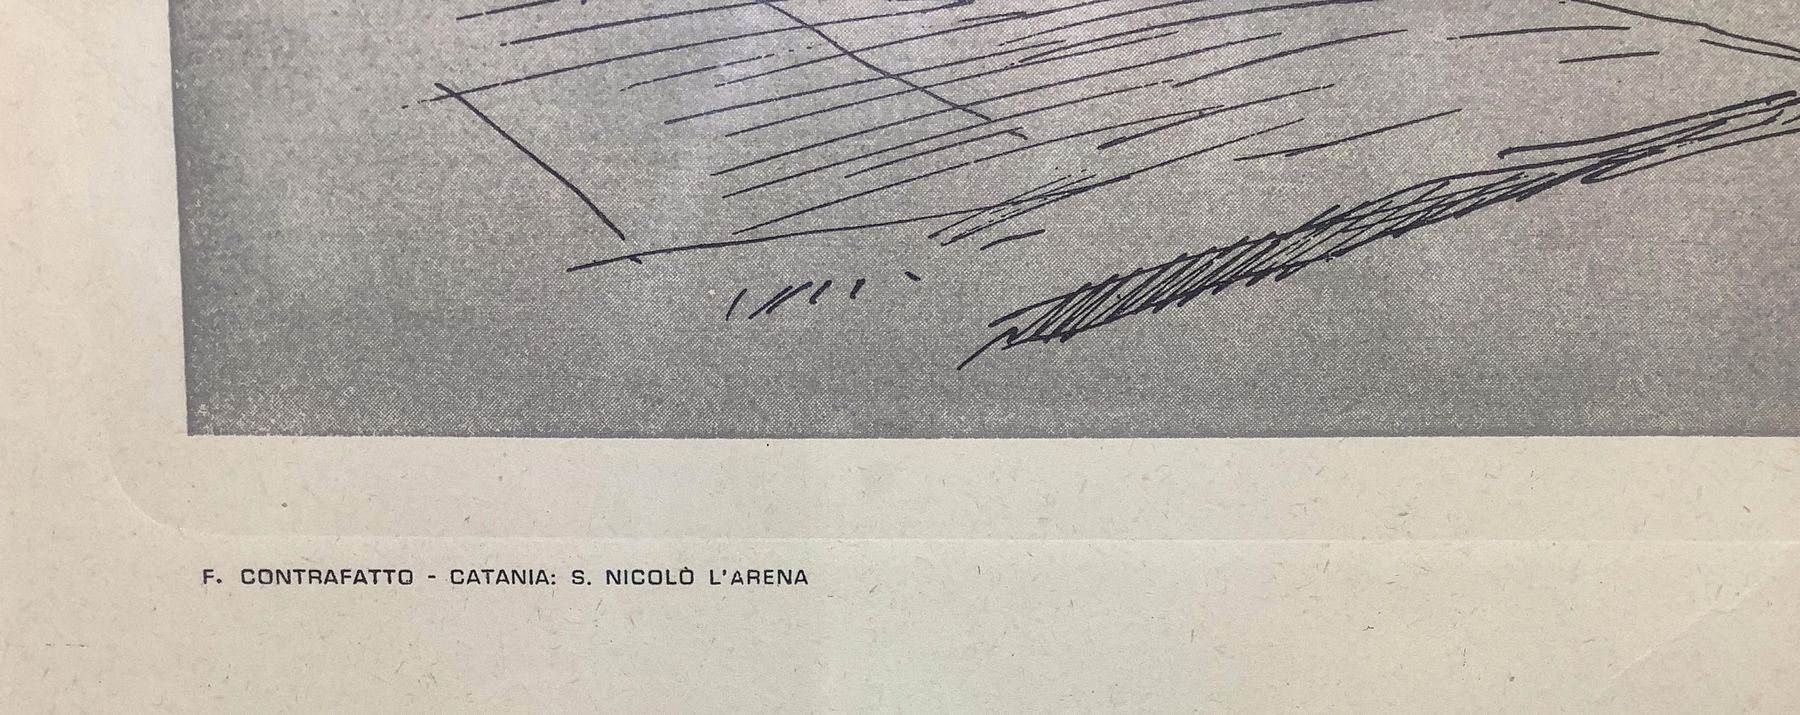 F. CONTRAFATTO - CATANIA: S. NICOLÒ L'ARENA